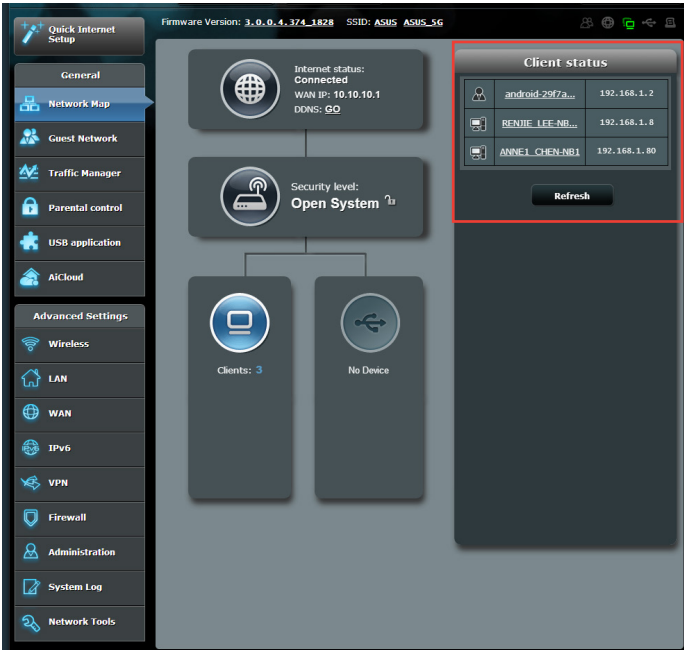 Quick Internet
Setup
Firmware Version: 3.0.0.4.374_1828 SSID: ASUS ASUS_5G
General
Network Map
Guest Network
Traffic Manager
Parental control
USB application
AiCloud
Advanced Settings
Wireless
LAN
WAN
IPv6
IPv6
VPN
Firewall
Administration
System Log
Network Tools
Internet status:
Connected
WAN IP: 10.10.10.1
DDNS: GO
Security level:
Open System
Clients: 3
No Device
Client status
android-29f7a... 192.168.1.2
RENJIE_LEE-NB... 192.168.1.8
ANNE1_CHEN-NB1 192.168.1.80
Refresh